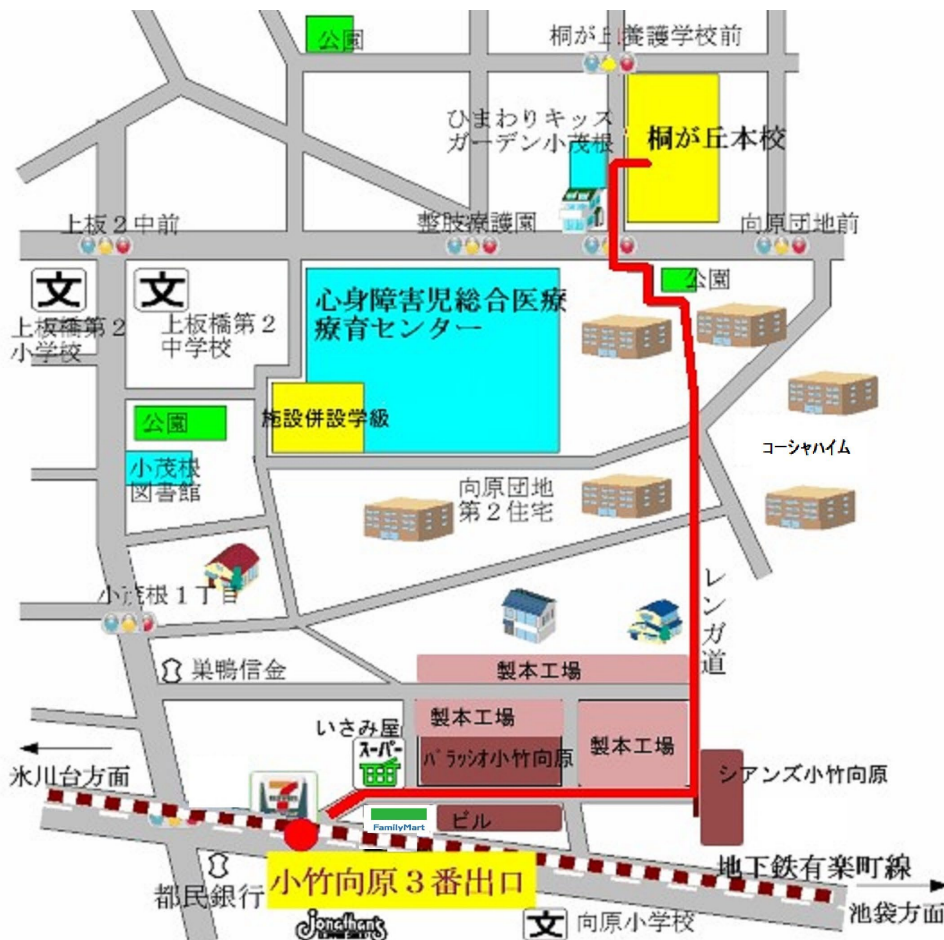 公園
桐が丘養護学校前
ひまわりキッズ
ガーデン小茂根
桐が丘本校
上板２中前
整肢療護園
向原団地前
文
文
上板橋第２
小学校
上板橋第２
中学校
心身障害児総合医療
療育センター
公園
施設併設学級
公園
コーシャハイム
小茂根
図書館
向原団地
第２住宅
小茂根１丁目
レンガ道
巣鴨信金
製本工場
いさみ屋
スーパー
製本工場
パラッシオ小竹向原
製本工場
シアンズ小竹向原
氷川台方面
7
FamilyMart
ビル
小竹向原３番出口
都民銀行
地下鉄有楽町線
池袋方面
Jonathan's
文
向原小学校